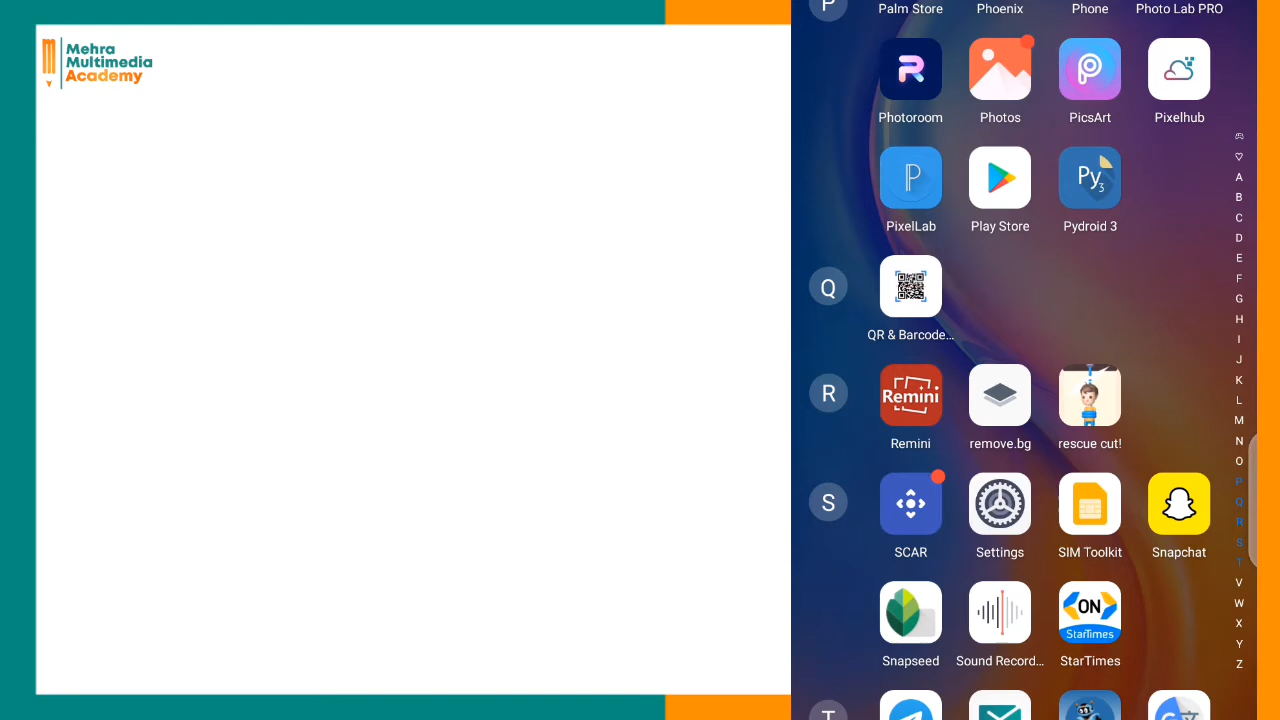 Mehra
Multimedia
Academy
P
Palm Store Phoenix Phone Photo Lab PRO
Photoroom Photos PicsArt Pixelhub
P Py3
PixelLab Play Store Pydroid 3
Q
QR & Barcode...
R
Remini
Remini remove.bg rescue cut!
S
SCAR Settings SIM Toolkit Snapchat
ON
StarTimes
Snapseed Sound Record... StarTimes
T
A
B
C
D
E
F
G
H
I
J
K
L
M
N
O
P
Q
R
S
T
V
W
X
Y
Z